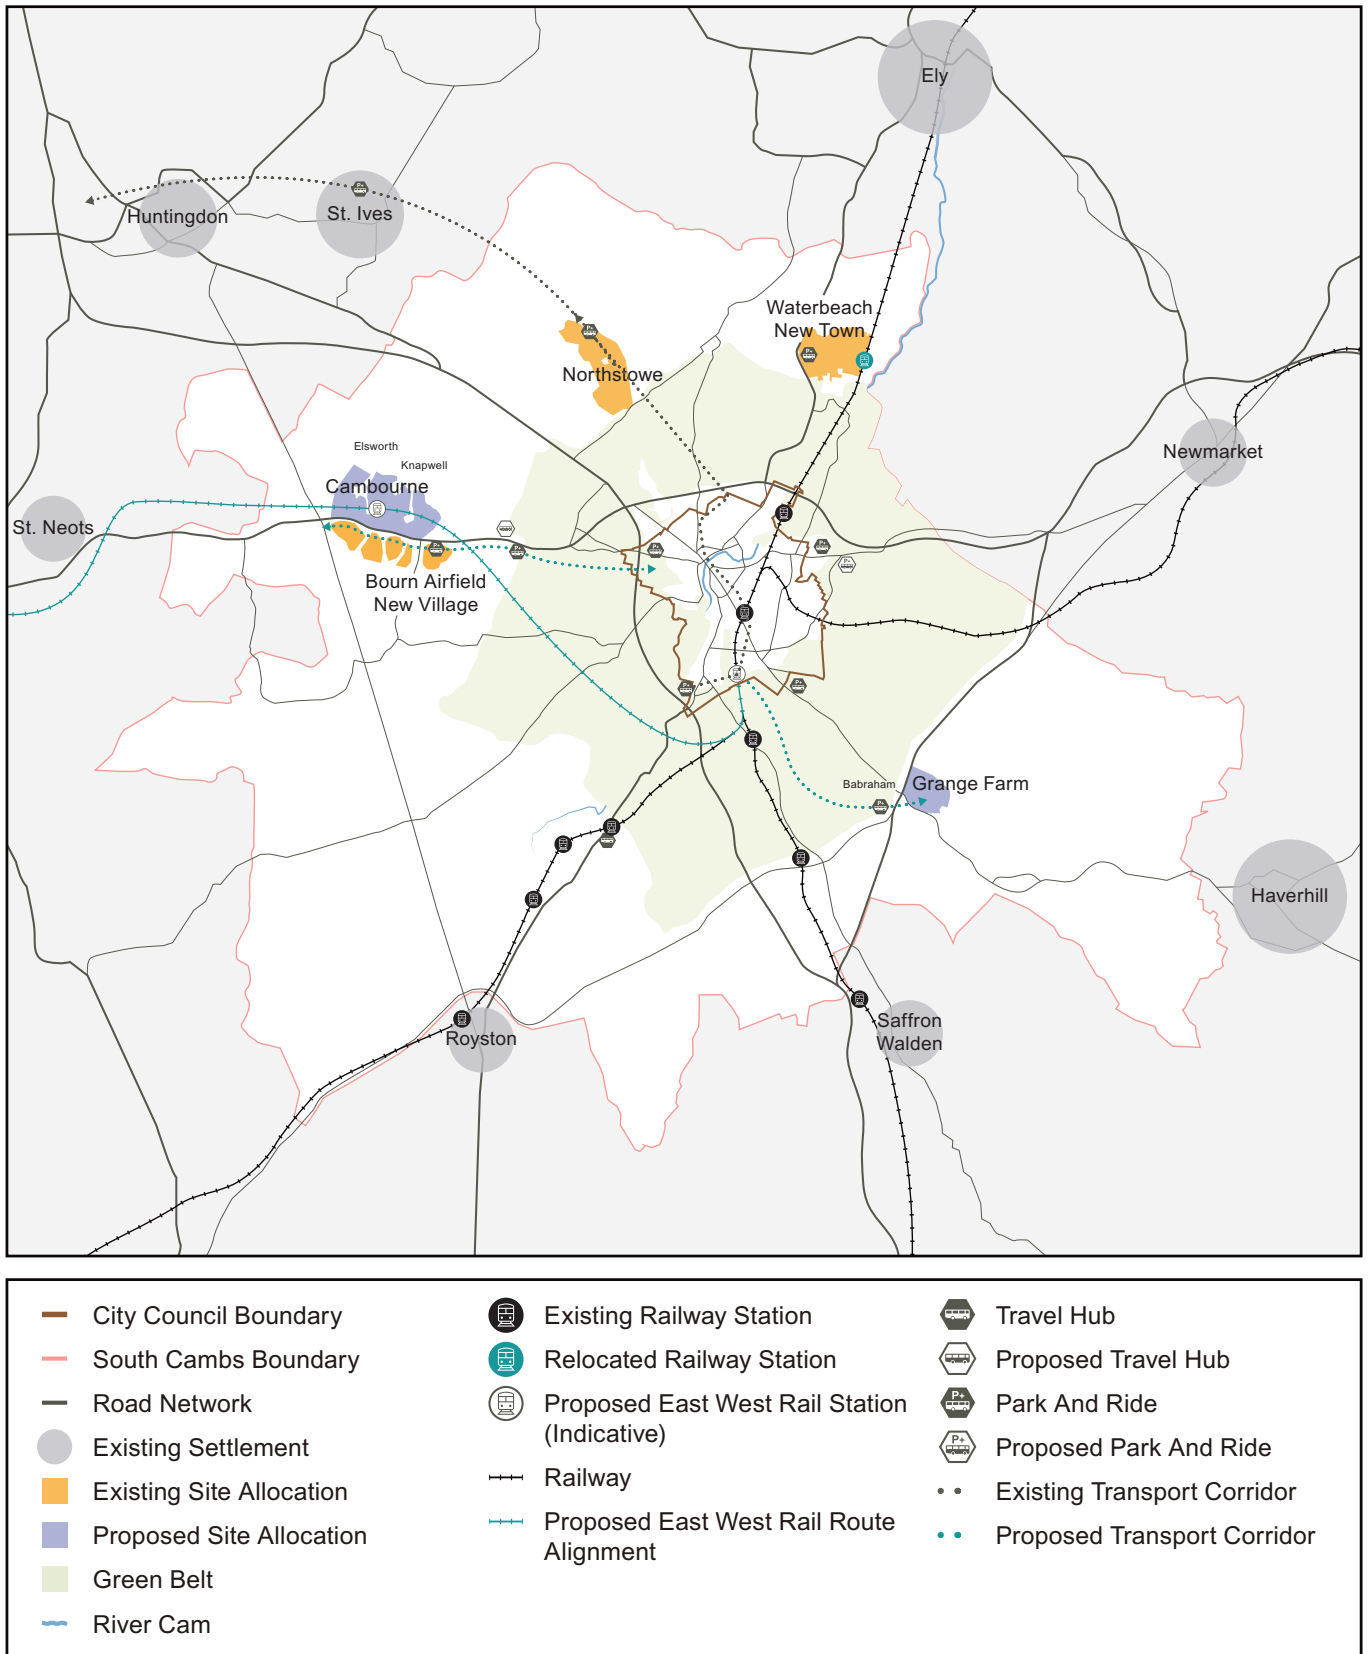 Ely
Huntingdon
St. Ives
Waterbeach
New Town
Northstowe
Newmarket
Elsworth
Knapwell
Cambourne
St. Neots
Bourn Airfield
New Village
Babraham
Grange Farm
Haverhill
Saffron
Walden
Royston
City Council Boundary
South Cambs Boundary
Road Network
Existing Settlement
Existing Site Allocation
Proposed Site Allocation
Green Belt
River Cam
Existing Railway Station
Relocated Railway Station
Proposed East West Rail Station
(Indicative)
Railway
Proposed East West Rail Route
Alignment
Travel Hub
Proposed Travel Hub
P+
Park And Ride
P+
Proposed Park And Ride
Existing Transport Corridor
Proposed Transport Corridor